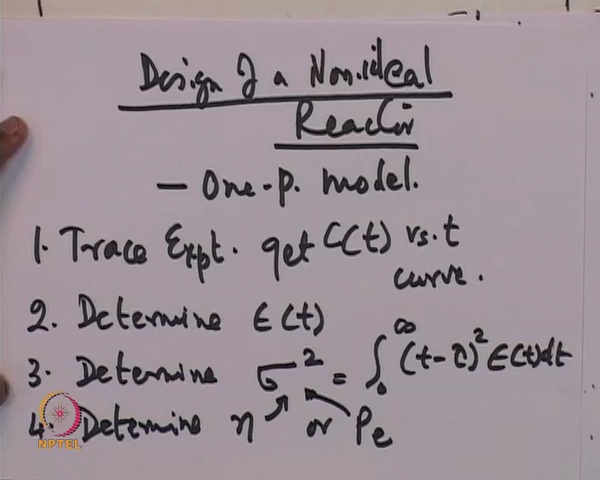 Design of a Non.ideal
Reactor
- One-p. model.
1. Trace Expt. get C(t) vs. t
curve.
2. Determine E(t)
3. Determine σ² = ∫₀^∞ (t-τ)² E(t)dt
4. Determine n or Pe
NPTEL